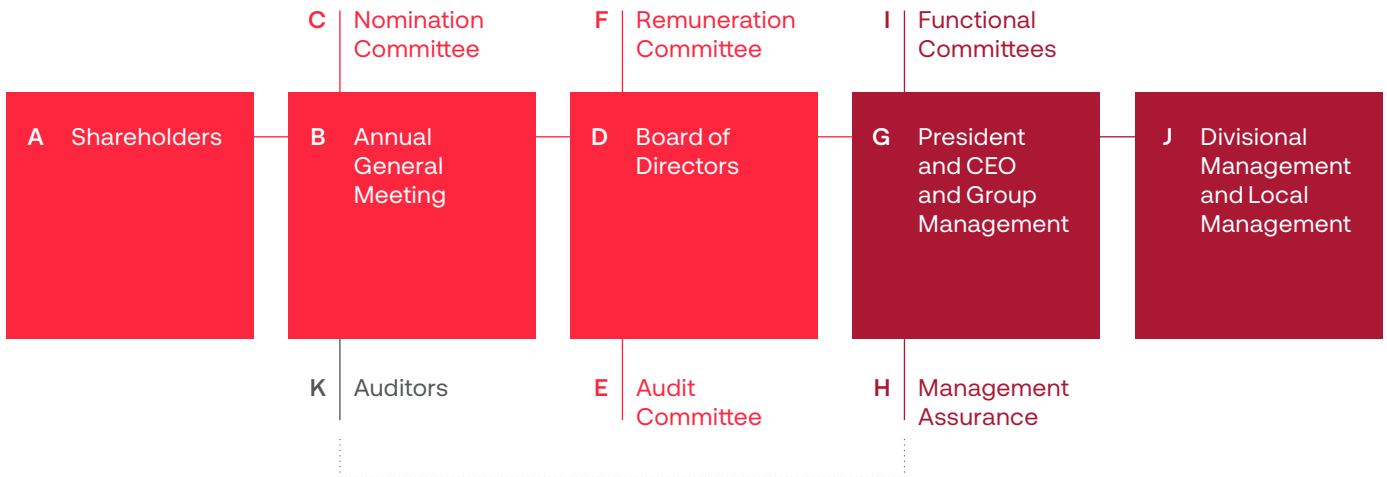 C Nomination
Committee
F Remuneration
Committee
I Functional
Committees
A Shareholders
B Annual
General
Meeting
D Board of
Directors
G President
and CEO
and Group
Management
J Divisional
Management
and Local
Management
K Auditors
E Audit
Committee
H Management
Assurance